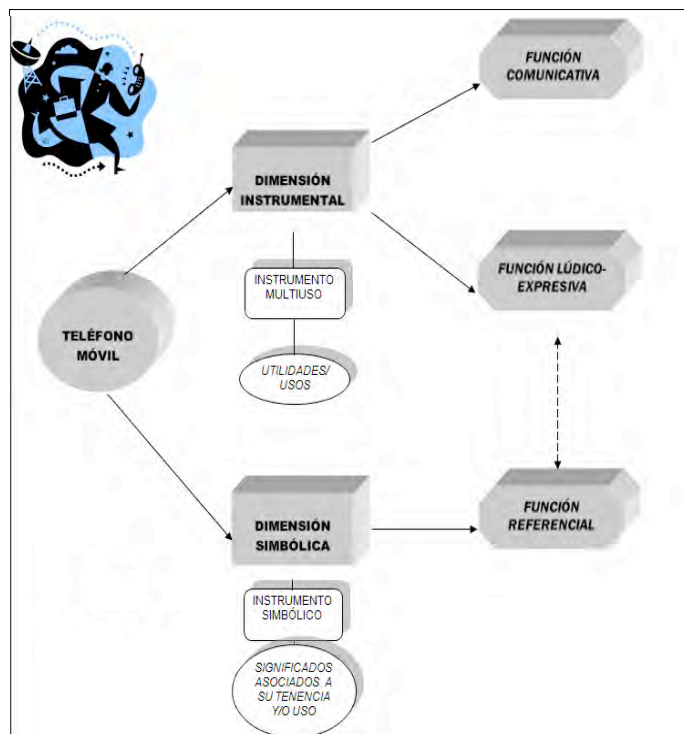 FUNCIÓN
COMUNICATIVA
DIMENSIÓN
INSTRUMENTAL
INSTRUMENTO
MULTIUSO
FUNCIÓN LÚDICO-
EXPRESIVA
TELÉFONO
MÓVIL
UTILIDADES/
USOS
DIMENSIÓN
SIMBÓLICA
FUNCIÓN
REFERENCIAL
INSTRUMENTO
SIMBÓLICO
SIGNIFICADOS
ASOCIADOS A
SU TENENCIA
Y/O USO